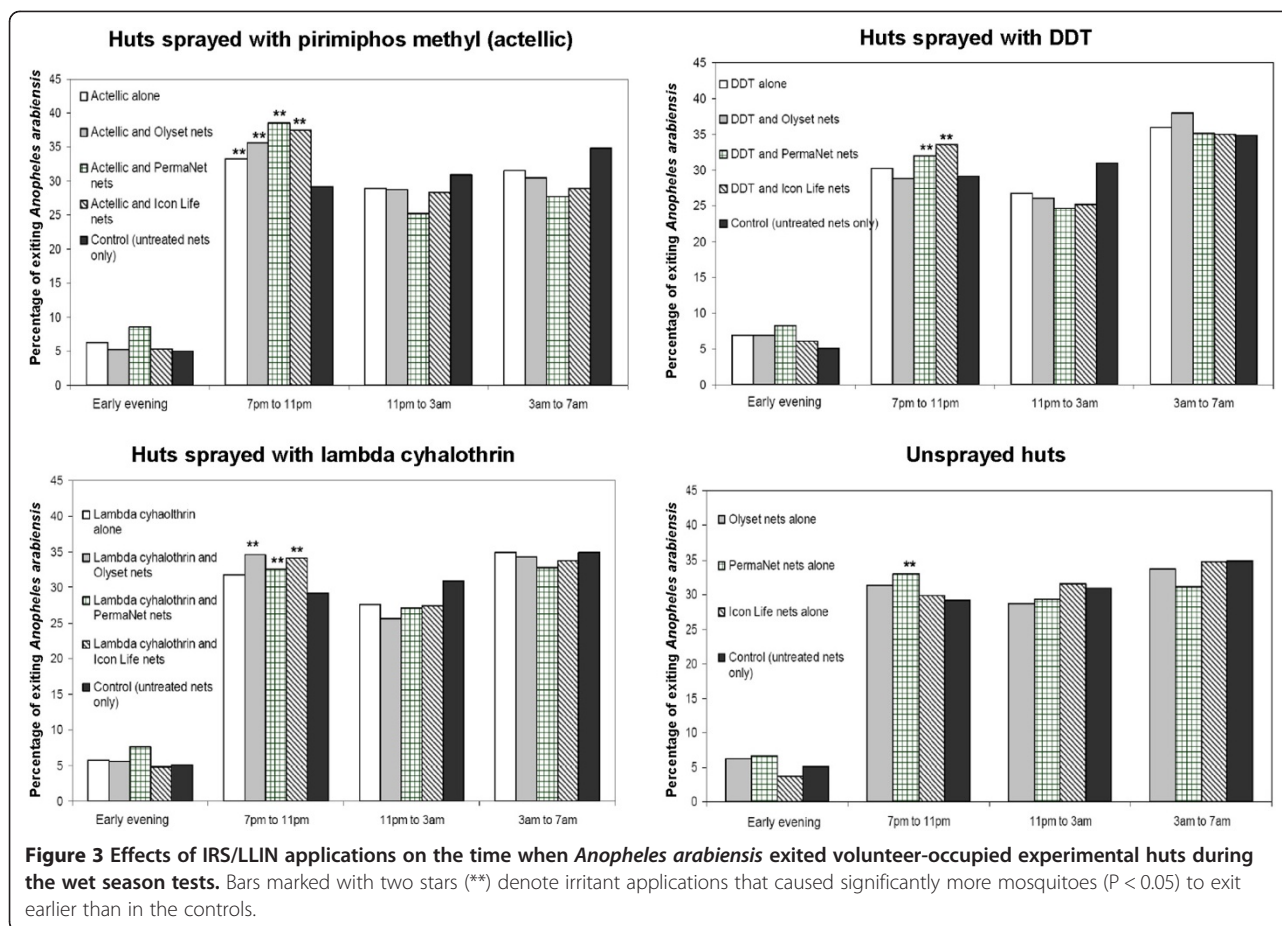 Huts sprayed with pirimiphos methyl (actellic)
Percentage of exiting Anopheles arabiensis
45
40
35
30
25
20
15
10
5
0
Actellic alone
Actellic and Olyset nets
Actellic and PermaNet
nets
Actellic and Icon Life
nets
Control (untreated nets
only)
** ** ** **
Early evening 7pm to 11pm 11pm to 3am 3am to 7am
Huts sprayed with DDT
Percentage of exiting Anopheles arabiensis
45
40
35
30
25
20
15
10
5
0
DDT alone
DDT and Olyset nets
DDT and PermaNet nets
DDT and Icon Life nets
Control (untreated nets only)
** **
Early evening 7pm to 11pm 11pm to 3am 3am to 7am
Huts sprayed with lambda cyhalothrin
Percentage of exiting Anopheles arabiensis
45
40
35
30
25
20
15
10
5
0
Lambda cyhaolthrin
alone
Lambda cyhalothrin and
Olyset nets
Lambda cyhalothrin and
PermaNet nets
Lambda cyhalothrin and
Icon Life nets
Control (untreated nets
only)
** ** **
Early evening 7pm to 11pm 11pm to 3am 3am to 7am
Unsprayed huts
Percentage of exiting Anopheles arabiensis
45
40
35
30
25
20
15
10
5
0
Olyset nets alone
PermaNet nets alone
Icon Life nets alone
Control (untreated nets
only)
**
Early evening 7pm to 11pm 11pm to 3am 3am to 7am
Figure 3 Effects of IRS/LLIN applications on the time when Anopheles arabiensis exited volunteer-occupied experimental huts during
the wet season tests. Bars marked with two stars (**) denote irritant applications that caused significantly more mosquitoes (P < 0.05) to exit
earlier than in the controls.